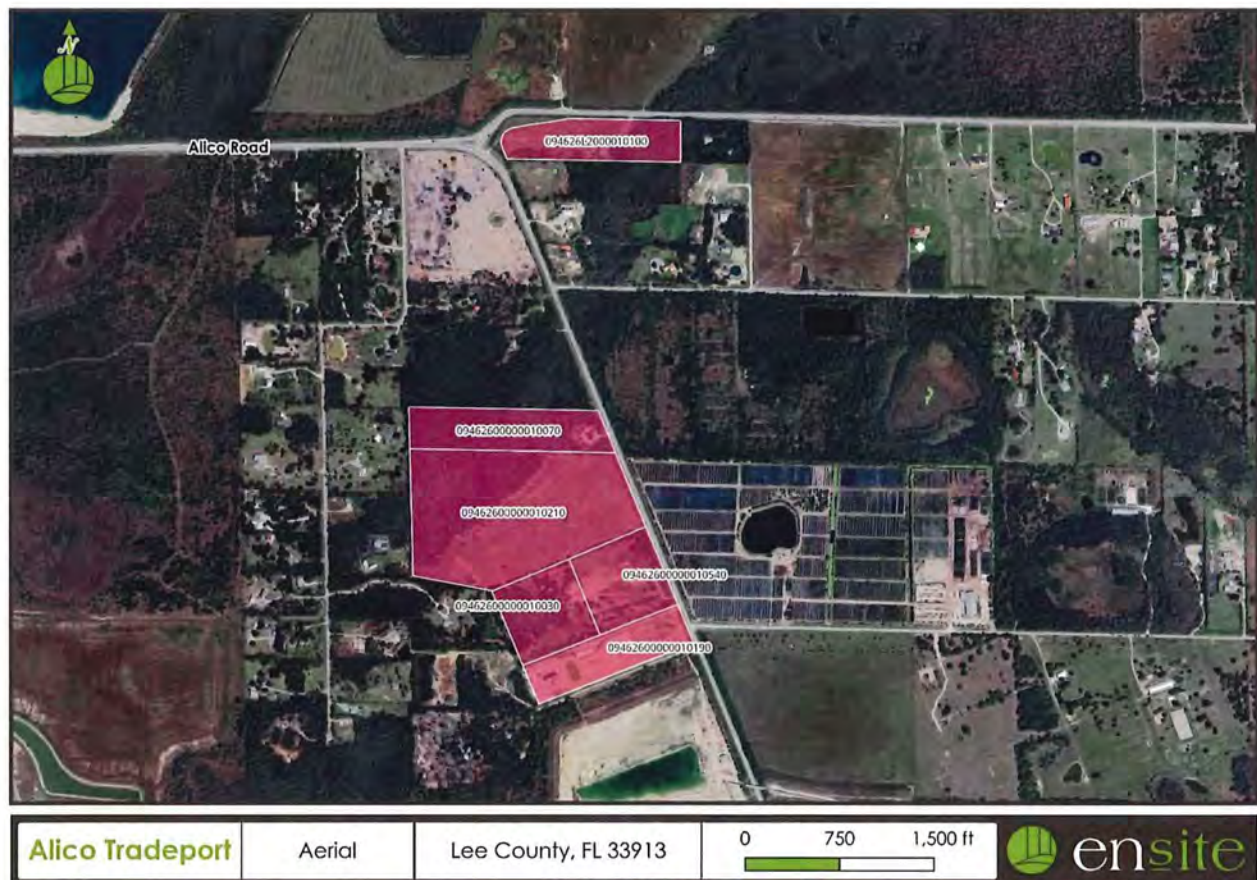 N
Alico Road
094626L2000010100
09462600000010070
09462600000010210
09462600000010540
09462600000010030
09462600000010190
Alico Tradeport
Aerial
Lee County, FL 33913
0 750 1,500 ft
ensite